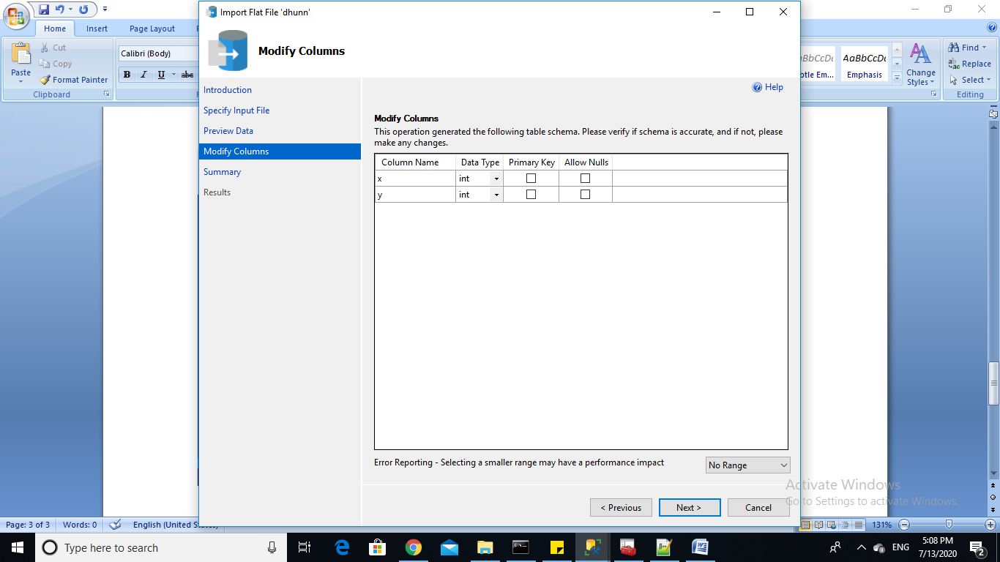 Import Flat File 'dhunn'
Home Insert Page Layout
Cut
Copy
Paste
Format Painter
Clipboard
Calibri (Body)
B I U abc
AaBbCcDc
Emphasis
Change
Styles
Find
Replace
Select
Editing
Modify Columns
Introduction
Specify Input File
Preview Data
Modify Columns
Summary
Results
Help
Modify Columns
This operation generated the following table schema. Please verify if schema is accurate, and if not, please
make any changes.
Column Name Data Type Primary Key Allow Nulls
x int
y int
Error Reporting - Selecting a smaller range may have a performance impact
No Range
< Previous Next > Cancel
Activate Windows
Go to Settings to activate Windows.
Page: 3 of 3 Words: 0 English (United States)
131%
Type here to search
ENG
5:08 PM
7/13/2020
2